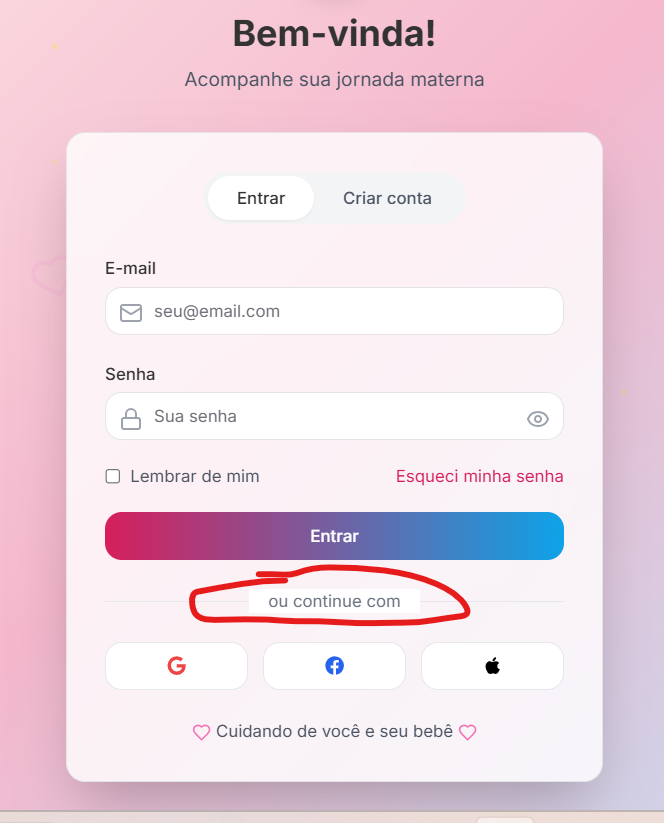 Bem-vinda!
Acompanhe sua jornada materna
Entrar
Criar conta
E-mail
seu@email.com
Senha
Sua senha
Lembrar de mim
Esqueci minha senha
Entrar
ou continue com
Cuidando de você e seu bebê